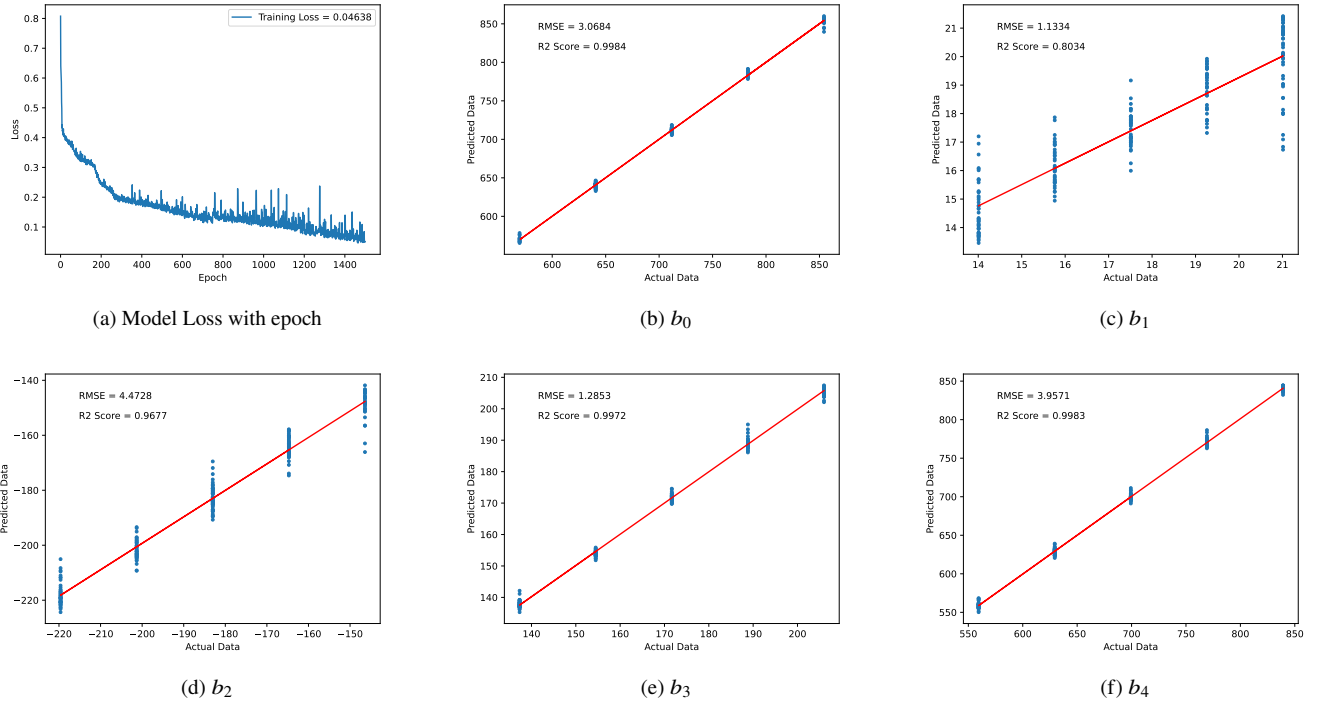 Training Loss = 0.04638
0.8
0.7
0.6
0.5
0.4
0.3
0.2
0.1
Loss
0 200 400 600 800 1000 1200 1400
Epoch
(a) Model Loss with epoch
RMSE = 3.0684
R2 Score = 0.9984
850
800
750
700
650
600
Predicted Data
600 650 700 750 800 850
Actual Data
(b) b0
RMSE = 1.1334
R2 Score = 0.8034
21
20
19
18
17
16
15
14
Predicted Data
14 15 16 17 18 19 20 21
Actual Data
(c) b1
RMSE = 4.4728
R2 Score = 0.9677
−140
−160
−180
−200
−220
Predicted Data
−220 −210 −200 −190 −180 −170 −160 −150
Actual Data
(d) b2
RMSE = 1.2853
R2 Score = 0.9972
210
200
190
180
170
160
150
140
Predicted Data
140 150 160 170 180 190 200
Actual Data
(e) b3
RMSE = 3.9571
R2 Score = 0.9983
850
800
750
700
650
600
550
Predicted Data
550 600 650 700 750 800 850
Actual Data
(f) b4